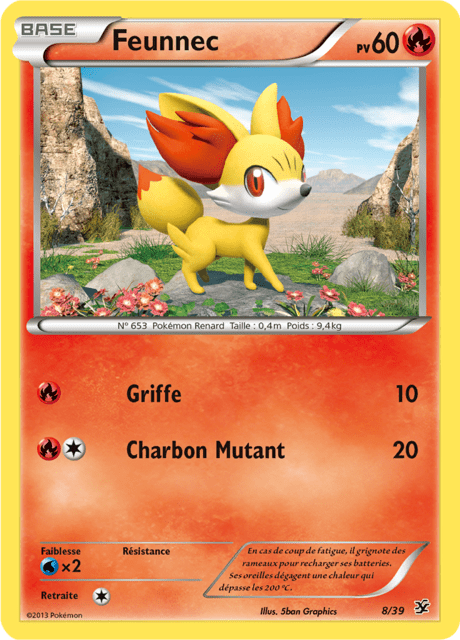 BASE Feunnec PV60
N° 653 Pokémon Renard Taille : 0,4m Poids : 9,4kg
Griffe 10
Charbon Mutant 20
Faiblesse Résistance
×2
Retraite
En cas de coup de fatigue, il grignote des
rameaux pour recharger ses batteries.
Ses oreilles dégagent une chaleur qui
dépasse les 200 °C.
©2013 Pokémon Illus. 5ban Graphics 8/39